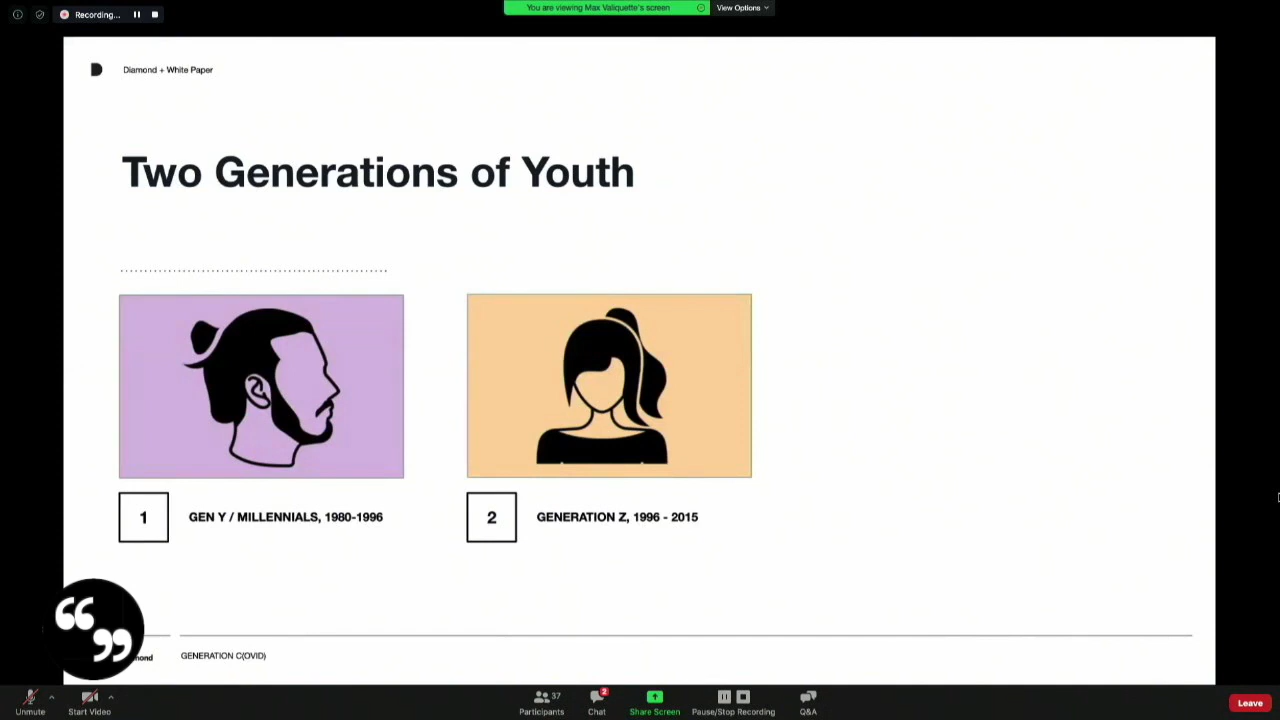 Recording...
You are viewing Max Valiquette's screen
View Options
Diamond + White Paper
Two Generations of Youth
1
GEN Y / MILLENNIALS, 1980-1996
2
GENERATION Z, 1996 - 2015
GENERATION C(OVID)
Unmute
Start Video
37
Participants
2
Chat
Share Screen
Pause/Stop Recording
Q&A
Leave